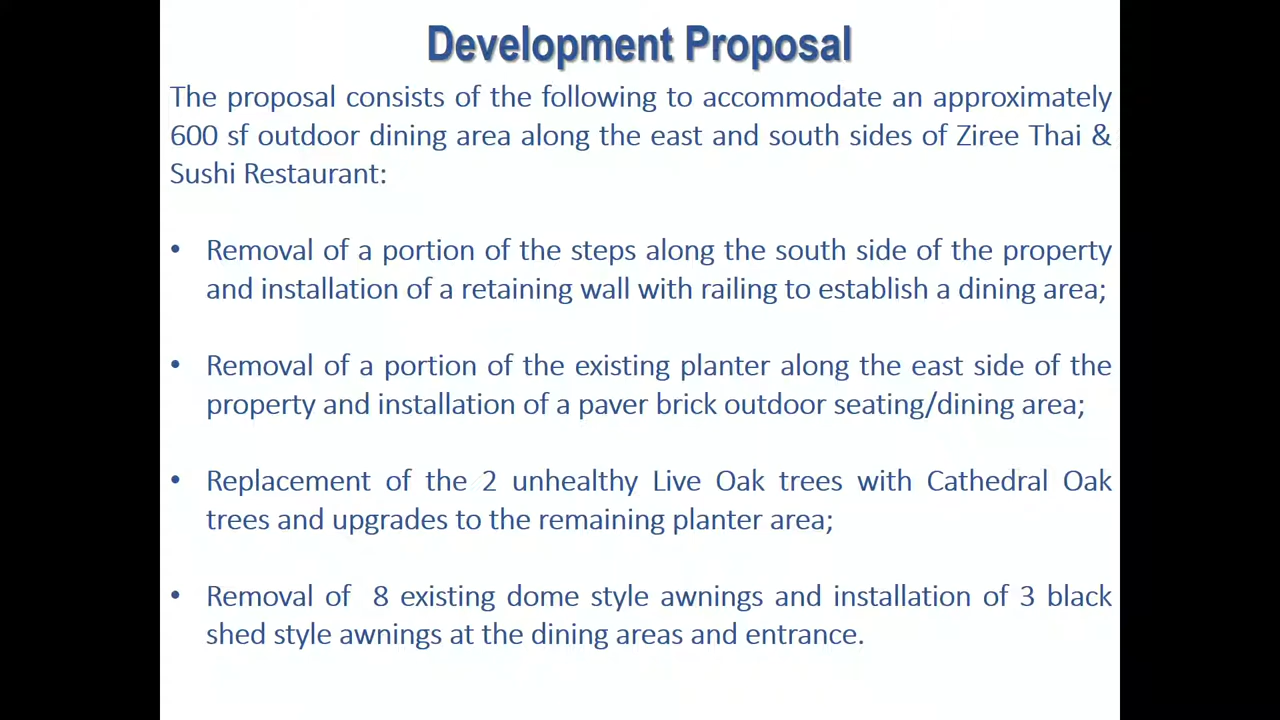 Development Proposal
The proposal consists of the following to accommodate an approximately
600 sf outdoor dining area along the east and south sides of Ziree Thai &
Sushi Restaurant:
• Removal of a portion of the steps along the south side of the property
and installation of a retaining wall with railing to establish a dining area;
• Removal of a portion of the existing planter along the east side of the
property and installation of a paver brick outdoor seating/dining area;
• Replacement of the 2 unhealthy Live Oak trees with Cathedral Oak
trees and upgrades to the remaining planter area;
• Removal of  8 existing dome style awnings and installation of 3 black
shed style awnings at the dining areas and entrance.